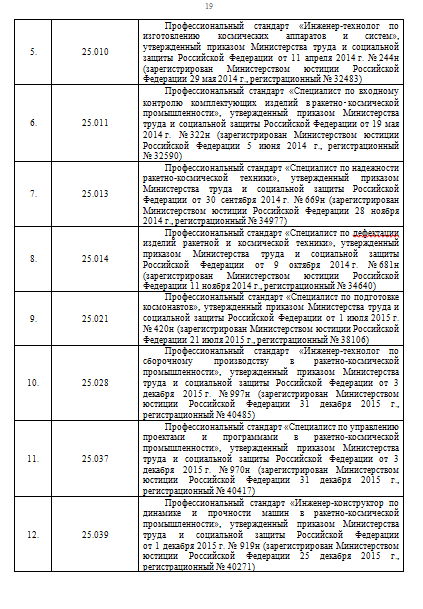 19
Профессиональный стандарт «Инженер-технолог по
изготовлению космических аппаратов и систем»,
утвержденный приказом Министерства труда и социальной
5. 25.010 защиты Российской Федерации от 11 апреля 2014 г. № 244н
(зарегистрирован Министерством юстиции Российской
Федерации 29 мая 2014 г., регистрационный № 32483)
Профессиональный стандарт «Специалист по входному
контролю комплектующих изделий в ракетно-космической
промышленности», утвержденный приказом Министерства
6. 25.011 труда и социальной защиты Российской Федерации от 19 мая
2014 г. № 322н (зарегистрирован Министерством юстиции
Российской Федерации 5 июня 2014 г., регистрационный
№ 32590)
Профессиональный стандарт «Специалист по надежности
ракетно-космической техники», утвержденный приказом
Министерства труда и социальной защиты Российской
7. 25.013 Федерации от 30 сентября 2014 г. № 669н (зарегистрирован
Министерством юстиции Российской Федерации 28 ноября
2014 г., регистрационный № 34977)
Профессиональный стандарт «Специалист по дефектации
изделий ракетной и космической техники», утвержденный
приказом Министерства труда и социальной защиты
8. 25.014 Российской Федерации от 9 октября 2014 г. № 681н
(зарегистрирован Министерством юстиции Российской
Федерации 11 ноября 2014 г., регистрационный № 34640)
Профессиональный стандарт «Специалист по подготовке
космонавтов», утвержденный приказом Министерства труда и
9. 25.021 социальной защиты Российской Федерации от 1 июля 2015 г.
№ 420н (зарегистрирован Министерством юстиции Российской
Федерации 21 июля 2015 г., регистрационный № 38106)
Профессиональный стандарт «Инженер-технолог по
сборочному производству в ракетно-космической
промышленности», утвержденный приказом Министерства
10. 25.028 труда и социальной защиты Российской Федерации от 3
декабря 2015 г. № 997н (зарегистрирован Министерством
юстиции Российской Федерации 31 декабря 2015 г.,
регистрационный № 40485)
Профессиональный стандарт «Специалист по управлению
проектами и программами в ракетно-космической
промышленности», утвержденный приказом Министерства
11. 25.037 труда и социальной защиты Российской Федерации от 3
декабря 2015 г. № 970н (зарегистрирован Министерством
юстиции Российской Федерации 31 декабря 2015 г.,
регистрационный № 40417)
Профессиональный стандарт «Инженер-конструктор по
динамике и прочности машин в ракетно-космической
промышленности», утвержденный приказом Министерства
12. 25.039 труда и социальной защиты Российской Федерации
от 1 декабря 2015 г. № 919н (зарегистрирован Министерством
юстиции Российской Федерации 25 декабря 2015 г.,
регистрационный № 40271)